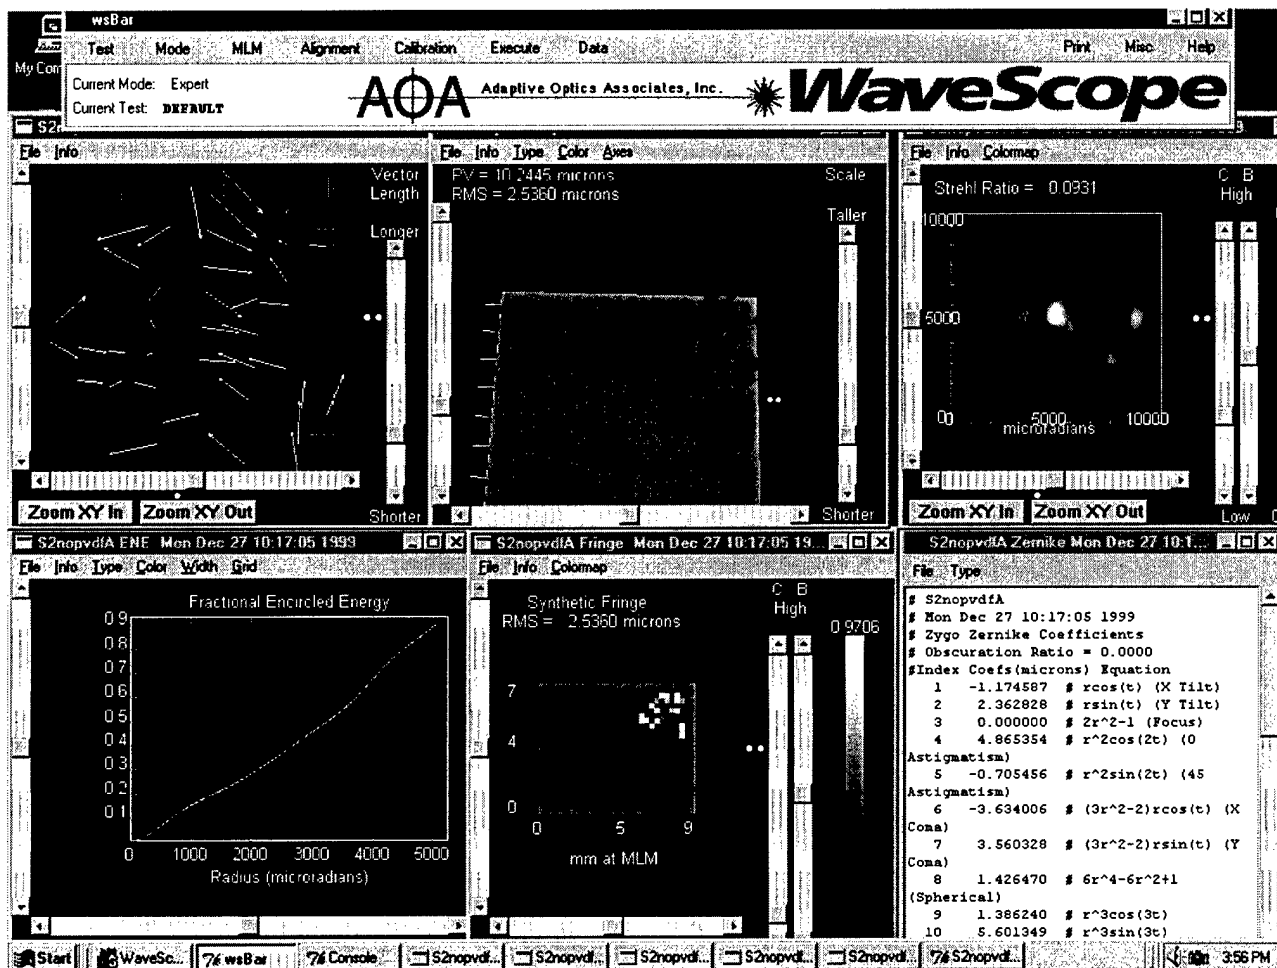 wsBar
Test Mode MLM Alignment Calibration Execute Data Print Misc Help
My Com
Current Mode: Expert
Current Test: DEFAULT
AOA
Adaptive Optics Associates, Inc.
WaveScope
File Info
Vector
Length
Longer
Shorter
Zoom XY In Zoom XY Out
File Info Type Color Axes
PV = 10.2445 microns
RMS = 2.5360 microns
Scale
Taller
Shorter
File Info Colormap
Strehl Ratio = 0.0931
C B
High
10000
5000
0 0 5000 10000
microradians
Zoom XY In Zoom XY Out
Low
S2nopvdfA ENE Mon Dec 27 10:17:05 1999
File Info Type Color Width Grid
Fractional Encircled Energy
0.9
0.8
0.7
0.6
0.5
0.4
0.3
0.2
0.1
0 1000 2000 3000 4000 5000
Radius (microradians)
S2nopvdfA Fringe Mon Dec 27 10:17:05 19...
File Info Colormap
Synthetic Fringe
RMS = 2.5360 microns
C B
High
0.9706
7
4
0
0 5 9
mm at MLM
S2nopvdfA Zernike Mon Dec 27 10:1...
File Type
# S2nopvdfA
# Mon Dec 27 10:17:05 1999
# Zygo Zernike Coefficients
# Obscuration Ratio = 0.0000
#Index Coefs(microns) Equation
1 -1.174587 # rcos(t) (X Tilt)
2 2.362828 # rsin(t) (Y Tilt)
3 0.000000 # 2r^2-1 (Focus)
4 4.865354 # r^2cos(2t) (0
Astigmatism)
5 -0.705456 # r^2sin(2t) (45
Astigmatism)
6 -3.634006 # (3r^2-2)rcos(t) (X
Coma)
7 3.560328 # (3r^2-2)rsin(t) (Y
Coma)
8 1.426470 # 6r^4-6r^2+1
(Spherical)
9 1.386240 # r^3cos(3t)
10 5.601349 # r^3sin(3t)
Start WaveSc... wsBar Console S2nopvdf... S2nopvdf... S2nopvdf... S2nopvdf... S2nopvdf... S2nopvdf... 3:56 PM